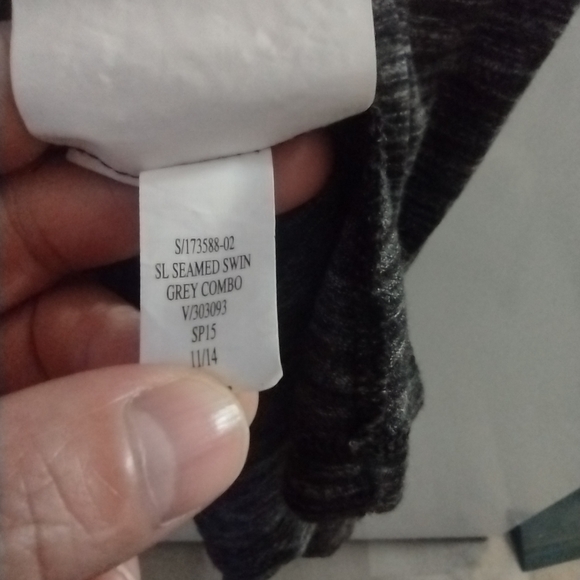 S/173588-02
SL SEAMED SWIN
GREY COMBO
V/303093
SP15
11/14